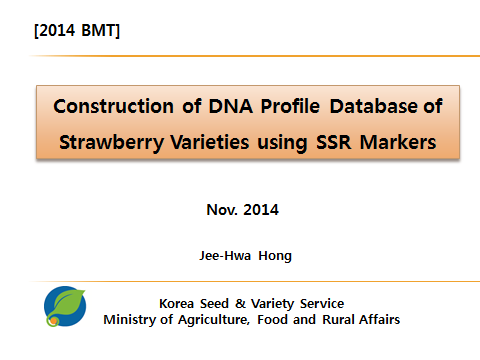 [2014 BMT]
Construction of DNA Profile Database of
Strawberry Varieties using SSR Markers
Nov. 2014
Jee-Hwa Hong
Korea Seed & Variety Service
Ministry of Agriculture, Food and Rural Affairs